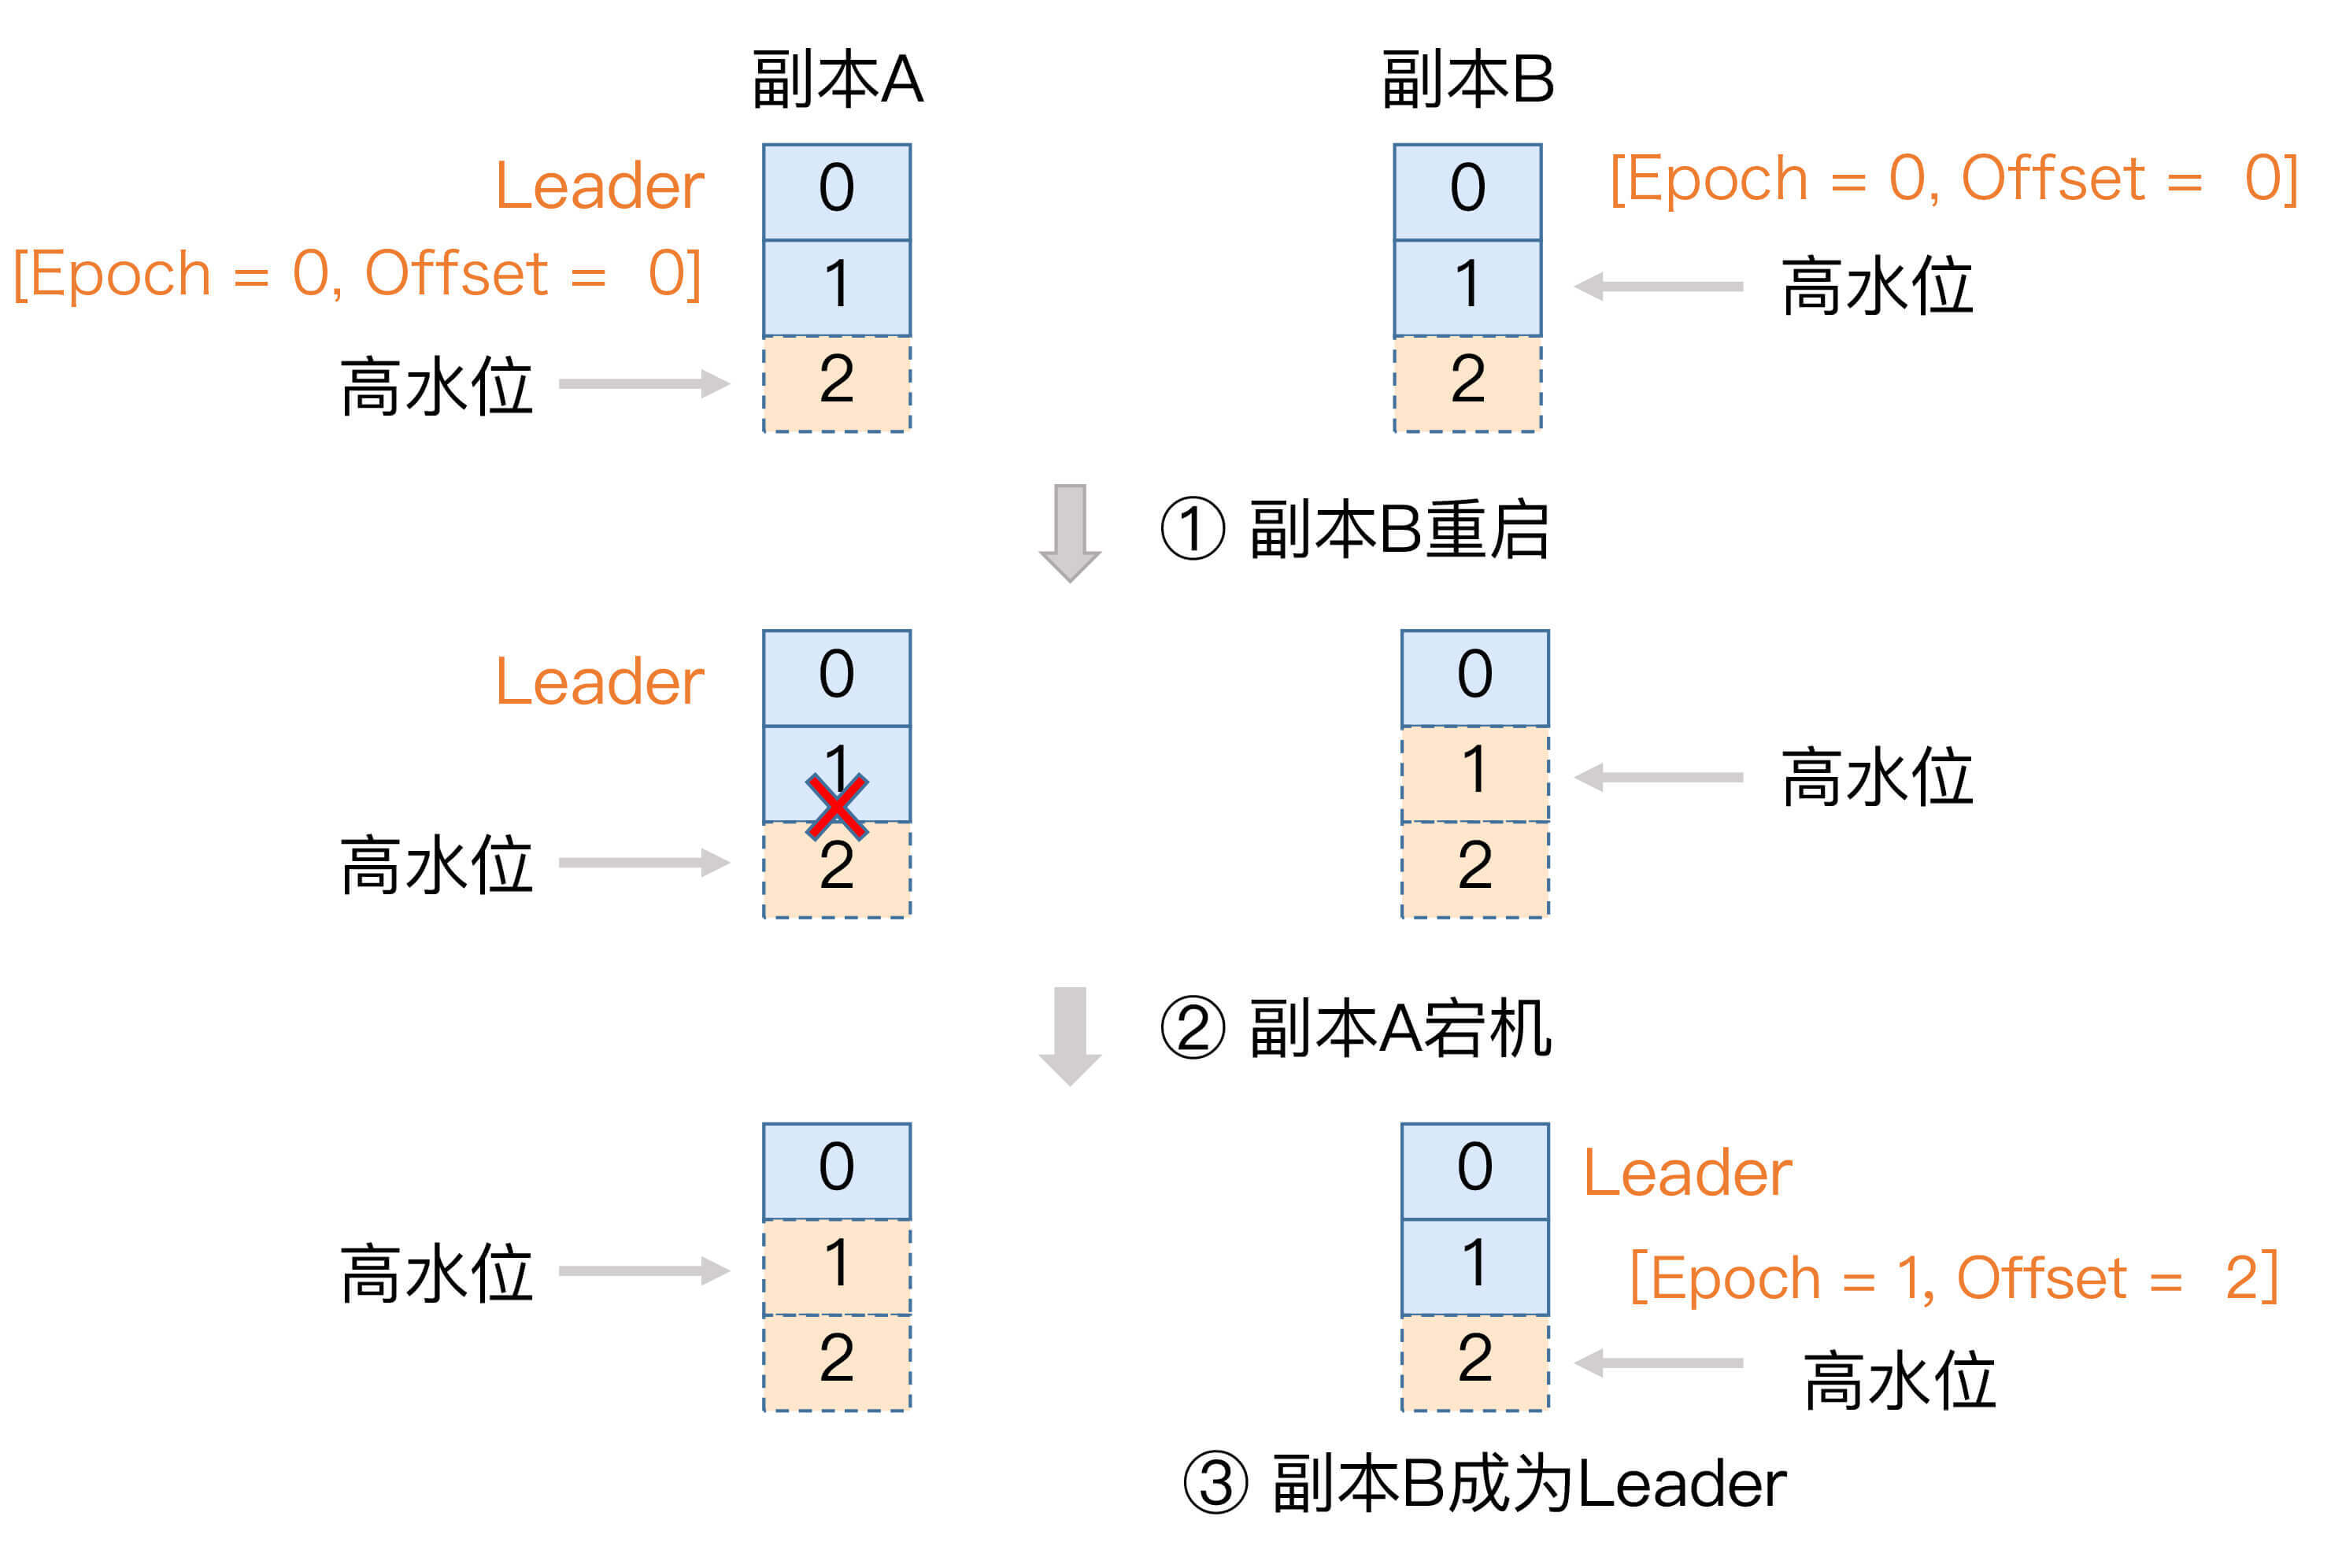 副本A
副本B
Leader
[Epoch = 0, Offset = 0]
高水位
0
1
2
0
1
2
[Epoch = 0, Offset = 0]
高水位
① 副本B重启
Leader
高水位
0
1
2
0
1
2
高水位
② 副本A宕机
高水位
0
1
2
0
1
2
Leader
[Epoch = 1, Offset = 2]
高水位
③ 副本B成为Leader